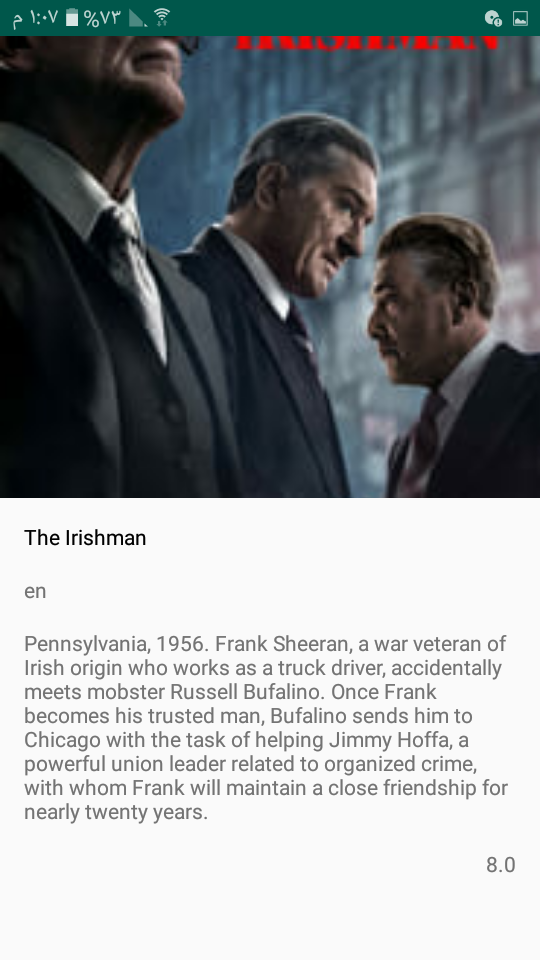 م ١:٠٧ %٧٣
IRISHMAN
The Irishman
en
Pennsylvania, 1956. Frank Sheeran, a war veteran of
Irish origin who works as a truck driver, accidentally
meets mobster Russell Bufalino. Once Frank
becomes his trusted man, Bufalino sends him to
Chicago with the task of helping Jimmy Hoffa, a
powerful union leader related to organized crime,
with whom Frank will maintain a close friendship for
nearly twenty years.
8.0